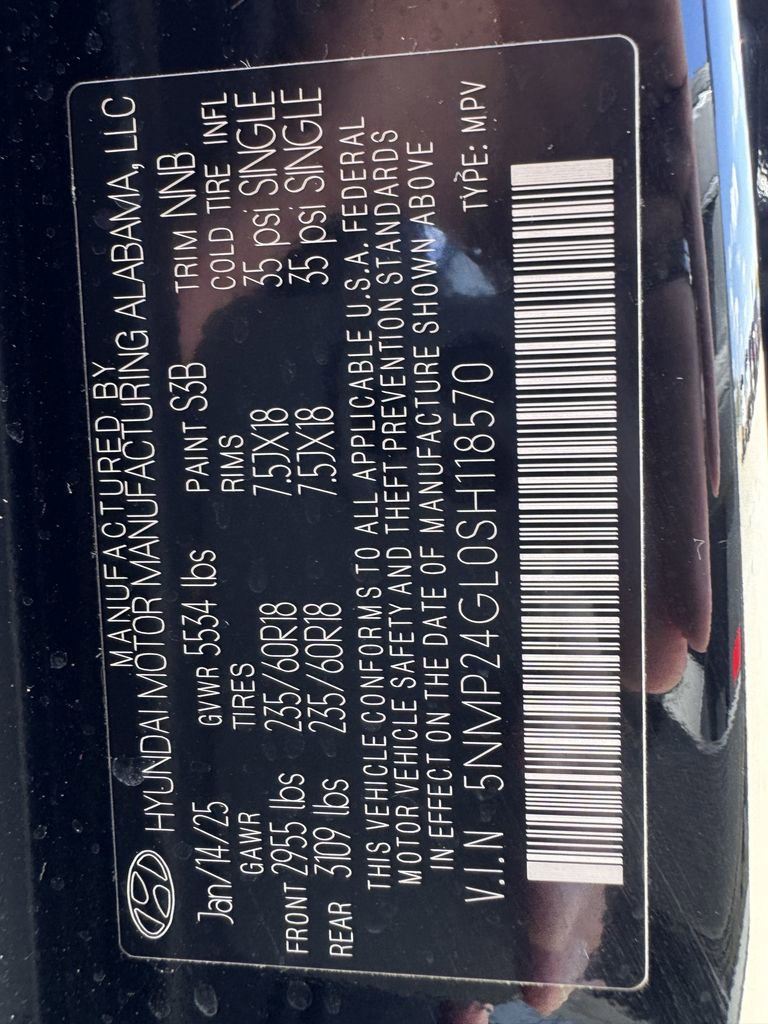 MANUFACTURED BY
HYUNDAI MOTOR MANUFACTURING ALABAMA, LLC
Jan/14/25 GVWR 5534 lbs PAINT S3B TRIM NNB
GAWR TIRES RIMS COLD TIRE INFL
FRONT 2955 lbs 235/60R18 7.5JX18 35 psi SINGLE
REAR 3109 lbs 235/60R18 7.5JX18 35 psi SINGLE
THIS VEHICLE CONFORMS TO ALL APPLICABLE U.S.A. FEDERAL
MOTOR VEHICLE SAFETY AND THEFT PREVENTION STANDARDS
IN EFFECT ON THE DATE OF MANUFACTURE SHOWN ABOVE
V.I.N 5NMP24GL0SH118570 TYPE: MPV